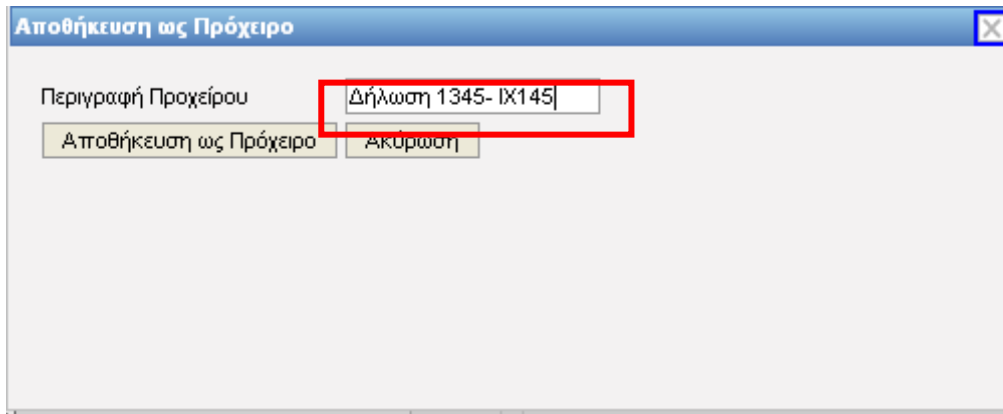 Αποθήκευση ως Πρόχειρο
Περιγραφή Προχείρου Δήλωση 1345- ΙΧ145
Αποθήκευση ως Πρόχειρο Ακύρωση